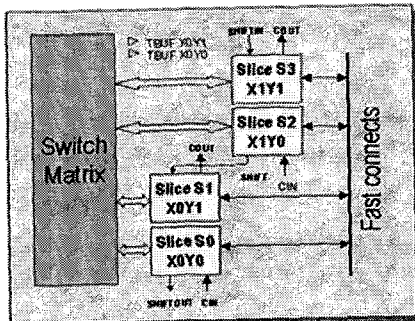 SHIFTIN COUT
TBUF X0Y1
TBUF X0Y0
Slice S3
X1Y1
Slice S2
X1Y0
Switch
Matrix
COUT
SHIFT
CIN
Slice S1
X0Y1
Slice S0
X0Y0
SHIFTOUT CIN
Fast connects